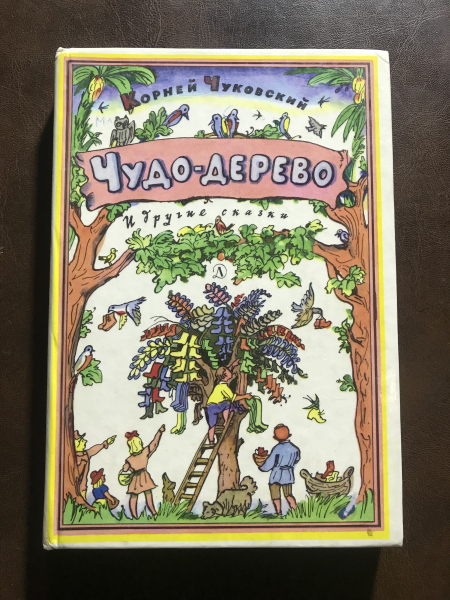 Корней Чуковский
Чудо-дерево
И другие сказки
Д